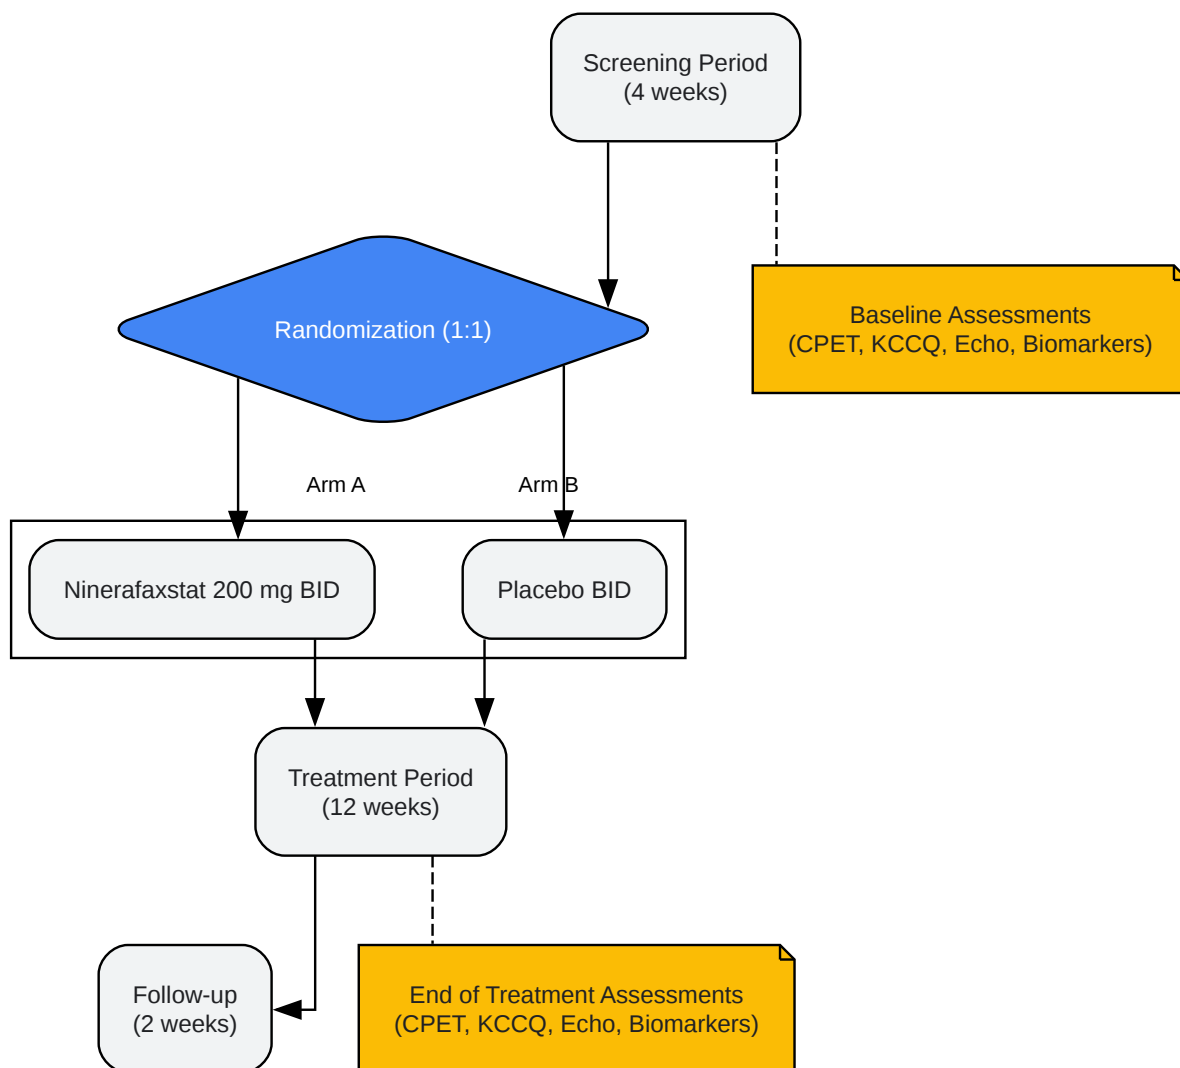 Screening Period
(4 weeks)
Randomization (1:1)
Baseline Assessments
(CPET, KCCQ, Echo, Biomarkers)
Arm A
Arm B
Ninerafaxstat 200 mg BID
Placebo BID
Treatment Period
(12 weeks)
Follow-up
(2 weeks)
End of Treatment Assessments
(CPET, KCCQ, Echo, Biomarkers)